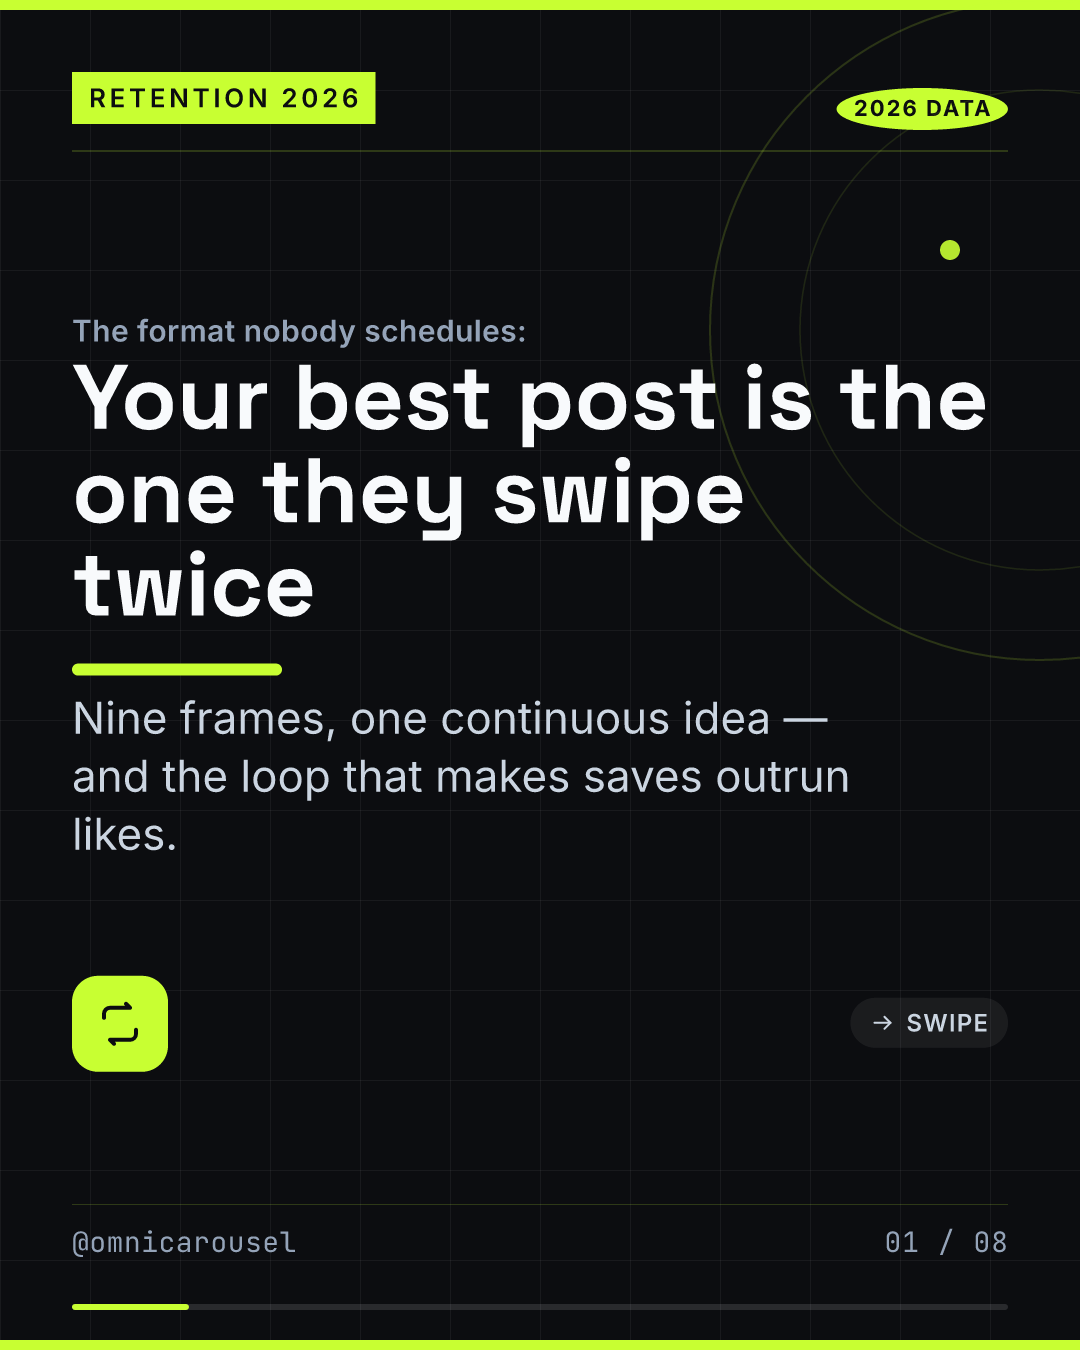 RETENTION 2026
2026 DATA
The format nobody schedules:
Your best post is the
one they swipe
twice
Nine frames, one continuous idea —
and the loop that makes saves outrun
likes.
→ SWIPE
@omnicarousel
01 / 08